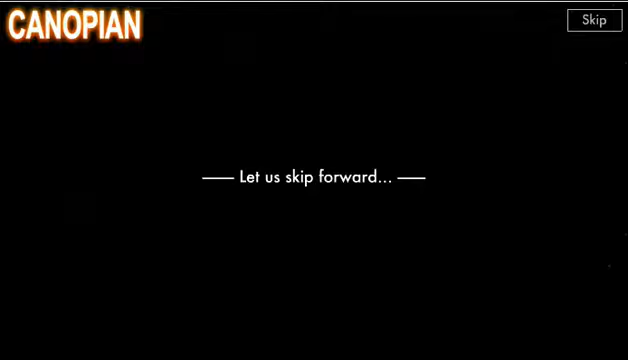 CANOPIAN
Skip
—— Let us skip forward... ——